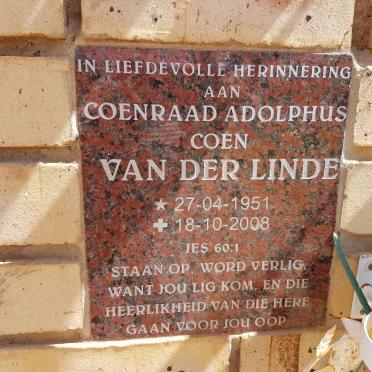 IN LIEFDEVOLLE HERINNERING
AAN
COENRAAD ADOLPHUS
COEN
VAN DER LINDE
★ 27-04-1951
✚ 18-10-2008
JES 60:1
STAAN OP, WORD VERLIG,
WANT JOU LIG KOM, EN DIE
HEERLIKHEID VAN DIE HERE
GAAN VOOR JOU OOP